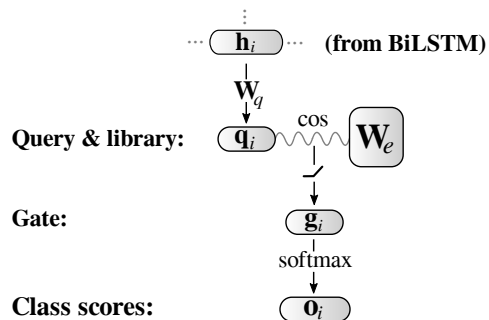 h_i (from BiLSTM)
W_q
cos
Query & library: q_i W_e
Gate: g_i
softmax
Class scores: o_i